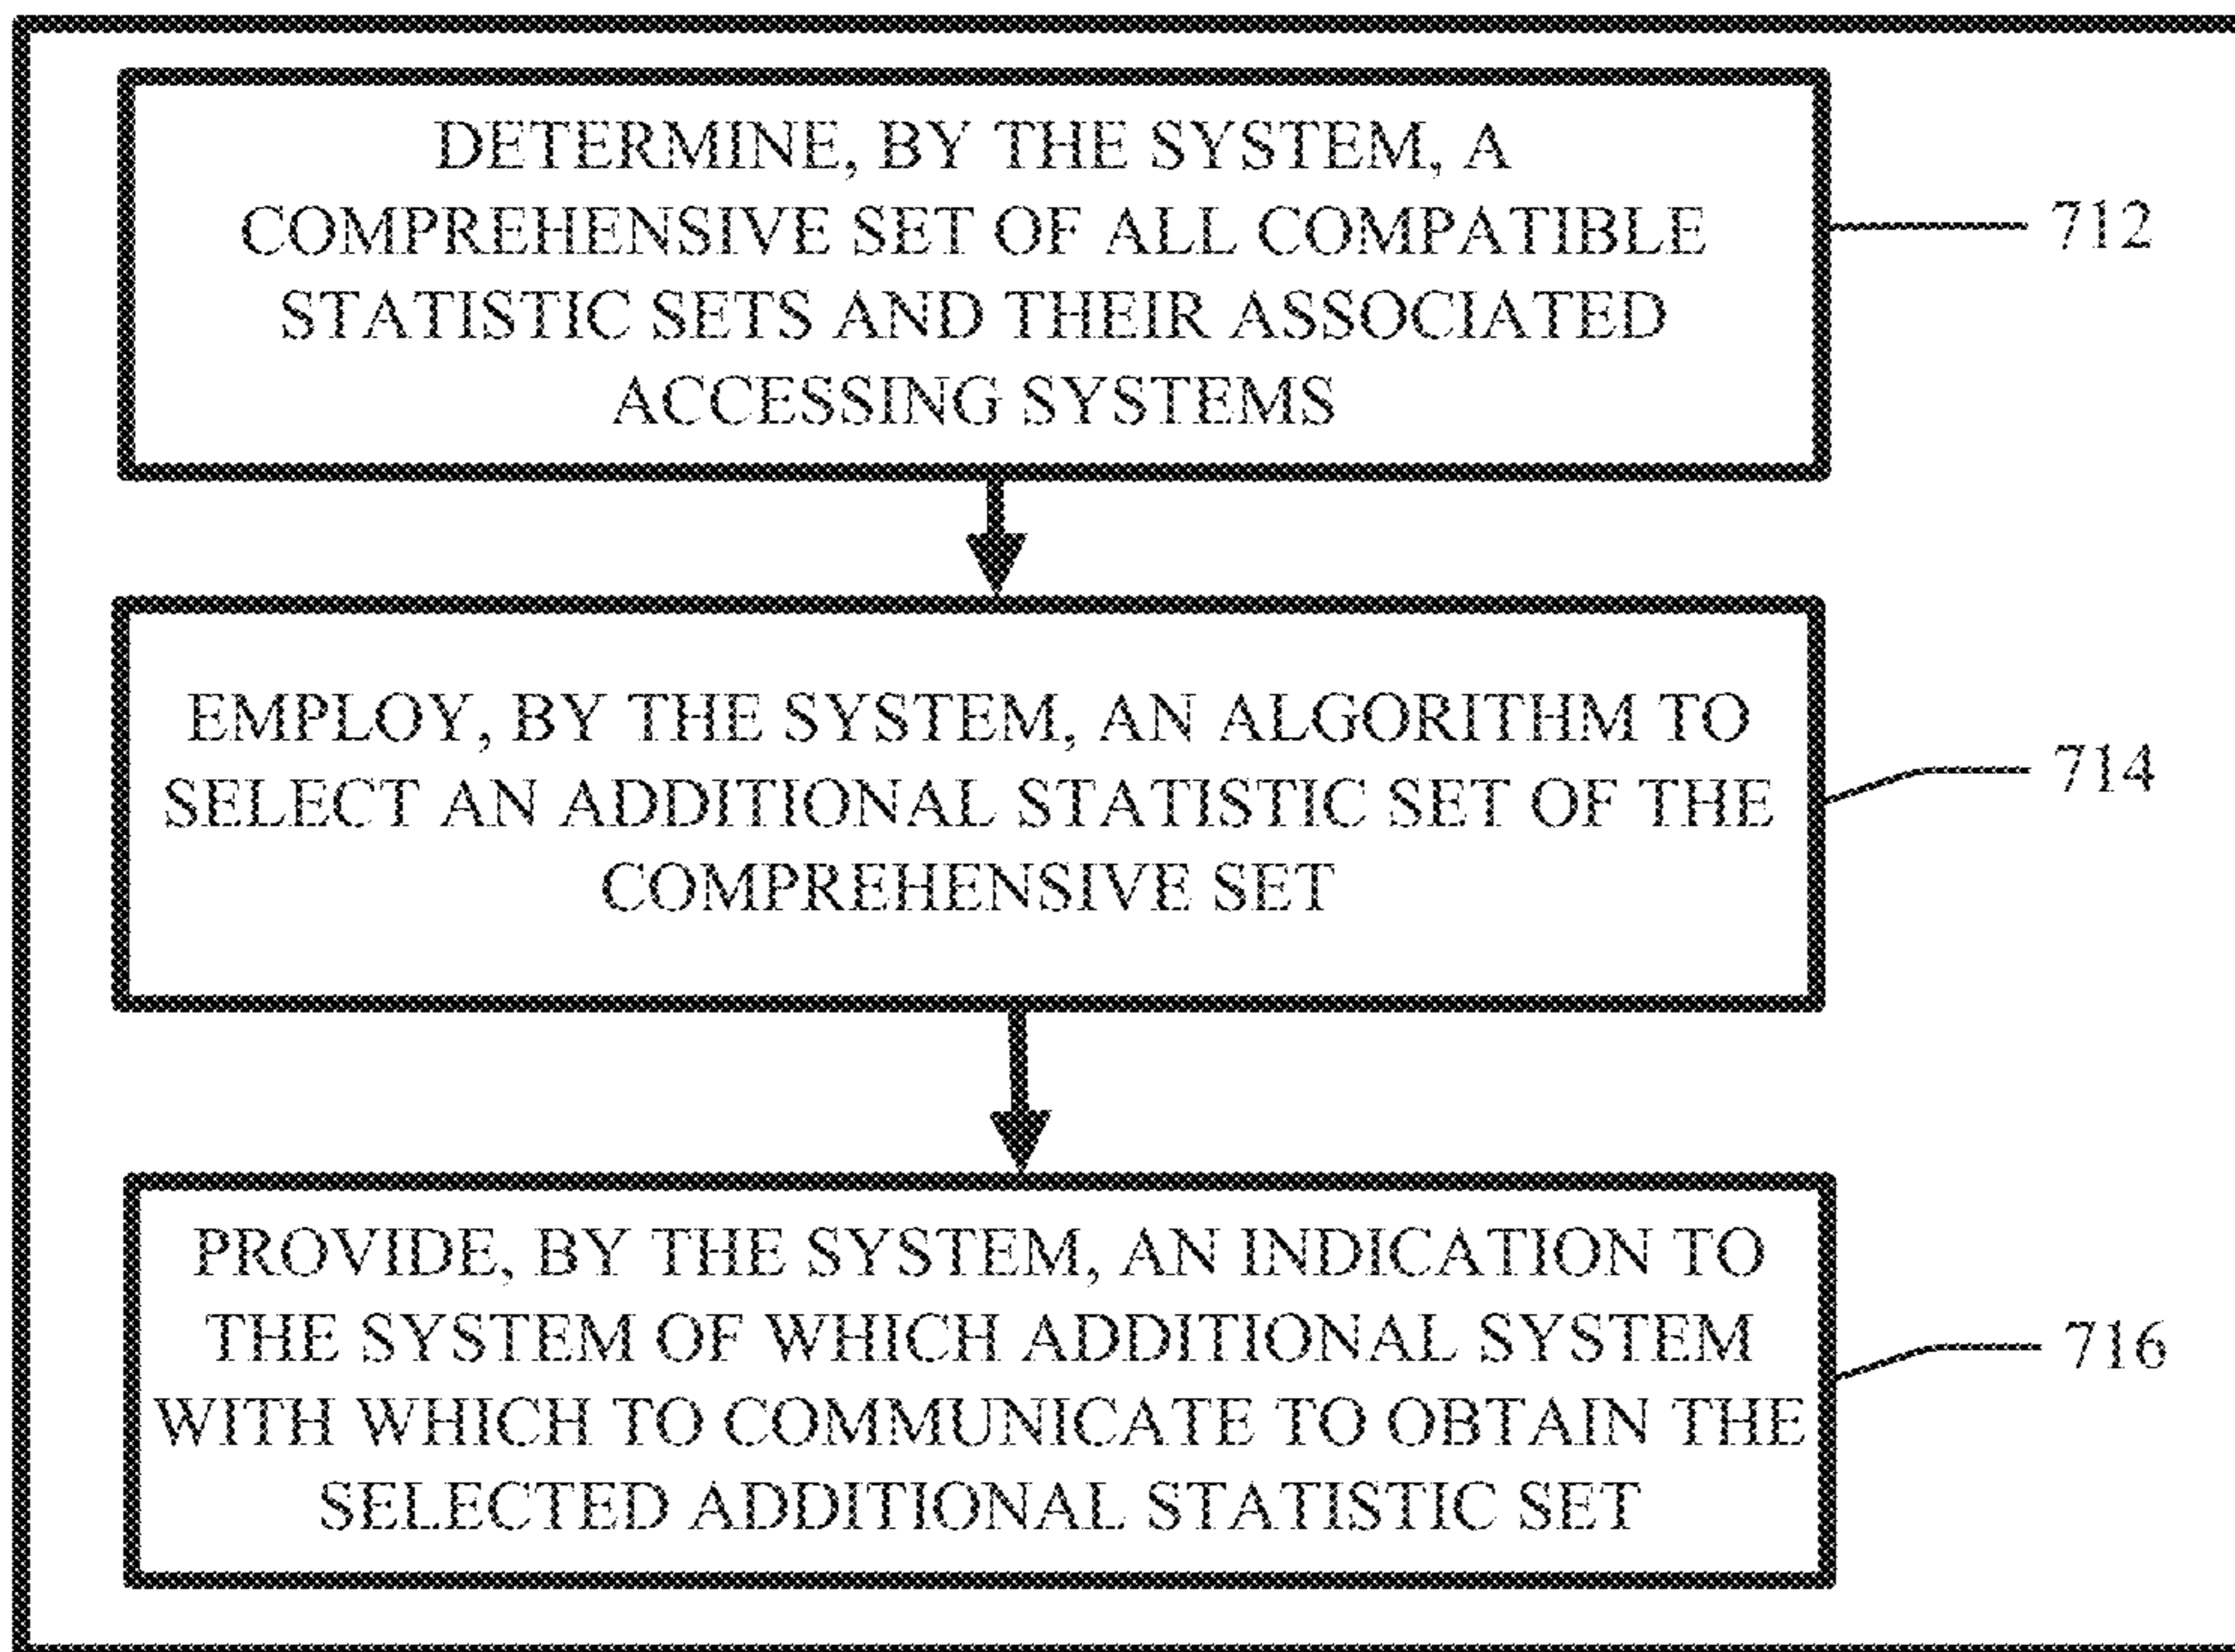 DETERMINE, BY THE SYSTEM, A
COMPREHENSIVE SET OF ALL COMPATIBLE
STATISTIC SETS AND THEIR ASSOCIATED
ACCESSING SYSTEMS
712
EMPLOY, BY THE SYSTEM, AN ALGORITHM TO
SELECT AN ADDITIONAL STATISTIC SET OF THE
COMPREHENSIVE SET
714
PROVIDE, BY THE SYSTEM, AN INDICATION TO
THE SYSTEM OF WHICH ADDITIONAL SYSTEM
WITH WHICH TO COMMUNICATE TO OBTAIN THE
SELECTED ADDITIONAL STATISTIC SET
716